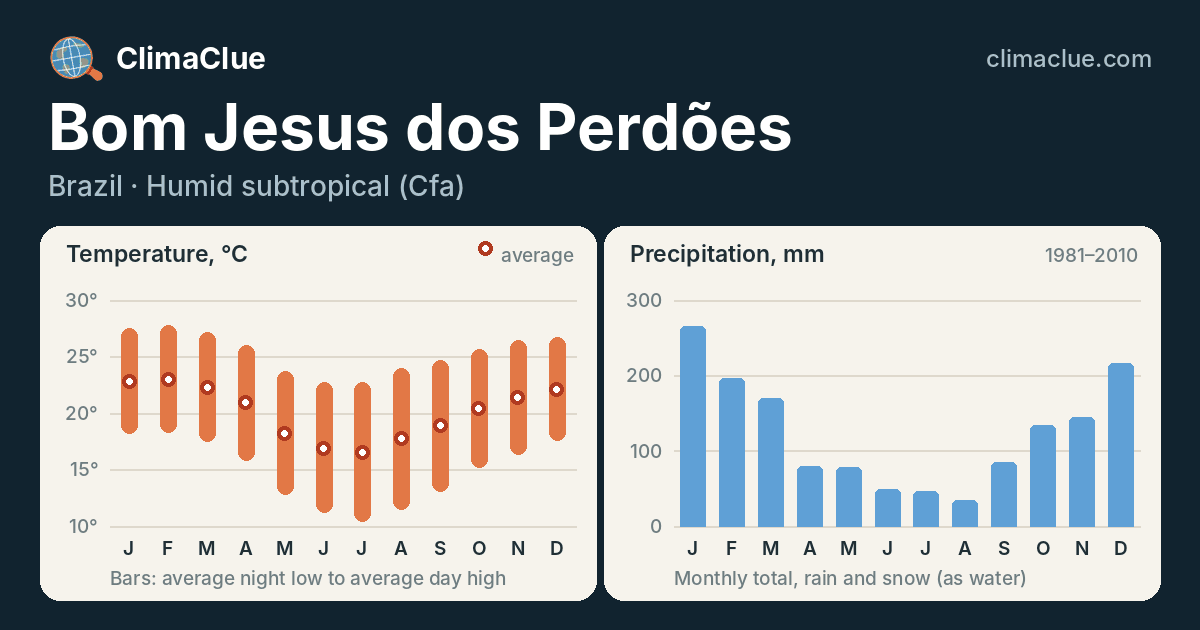 ClimaClue
climaclue.com
Bom Jesus dos Perdões
Brazil · Humid subtropical (Cfa)
Temperature, °C
average
30°
25°
20°
15°
10°
J F M A M J J A S O N D
Bars: average night low to average day high
Precipitation, mm
1981–2010
300
200
100
0
J F M A M J J A S O N D
Monthly total, rain and snow (as water)